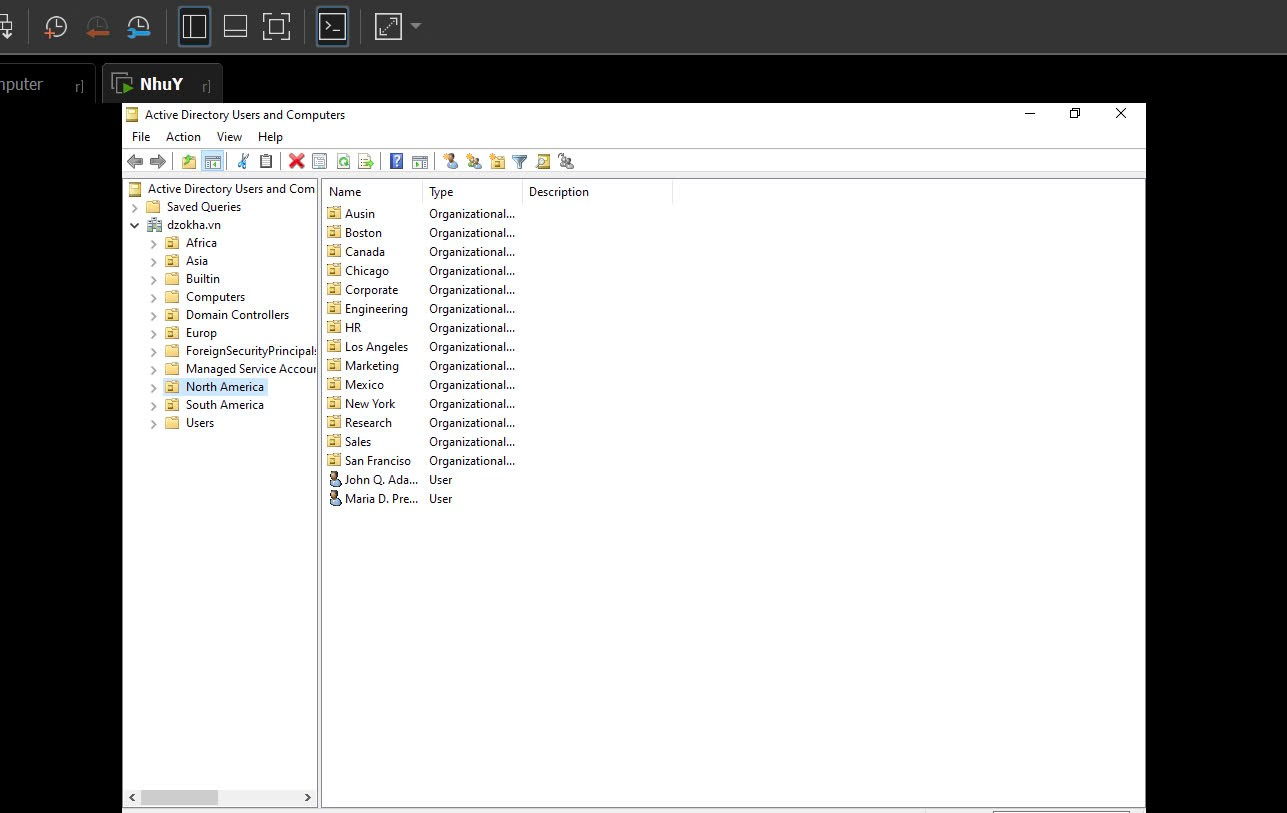 nputer r]
NhuY r]
Active Directory Users and Computers
File Action View Help
Active Directory Users and Com
Saved Queries
dzokha.vn
Africa
Asia
Builtin
Computers
Domain Controllers
Europ
ForeignSecurityPrincipals
Managed Service Accour
North America
South America
Users
Name Type Description
Ausin Organizational...
Boston Organizational...
Canada Organizational...
Chicago Organizational...
Corporate Organizational...
Engineering Organizational...
HR Organizational...
Los Angeles Organizational...
Marketing Organizational...
Mexico Organizational...
New York Organizational...
Research Organizational...
Sales Organizational...
San Franciso Organizational...
John Q. Ada... User
Maria D. Pre... User